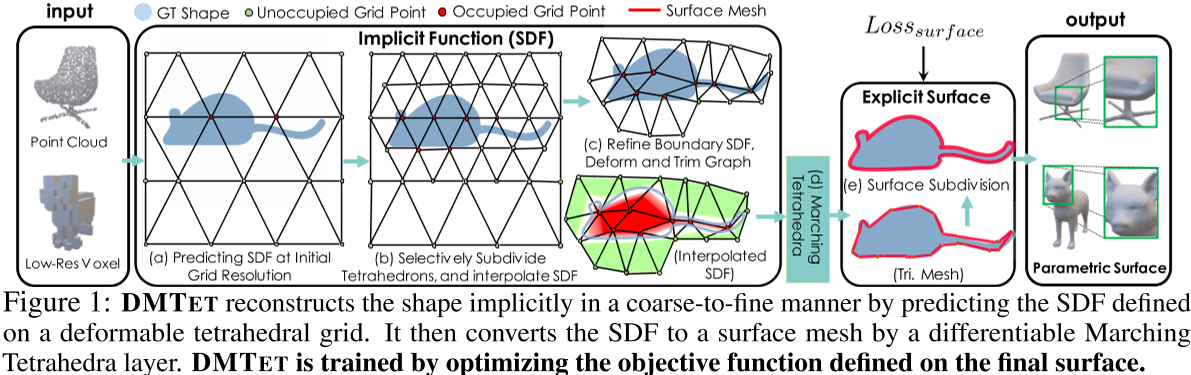 input
GT Shape
Unoccupied Grid Point
Occupied Grid Point
Surface Mesh
Implicit Function (SDF)
Point Cloud
Low-Res Voxel
(a) Predicting SDF at Initial
Grid Resolution
(b) Selectively Subdivide
Tetrahedrons, and interpolate SDF
(c) Refine Boundary SDF,
Deform and Trim Graph
(Interpolated
SDF)
(d) Marching
Tetrahedra
Loss_surface
Explicit Surface
(e) Surface Subdivision
(Tri. Mesh)
output
Parametric Surface
Figure 1: DMTET reconstructs the shape implicitly in a coarse-to-fine manner by predicting the SDF defined
on a deformable tetrahedral grid. It then converts the SDF to a surface mesh by a differentiable Marching
Tetrahedra layer. DMTET is trained by optimizing the objective function defined on the final surface.